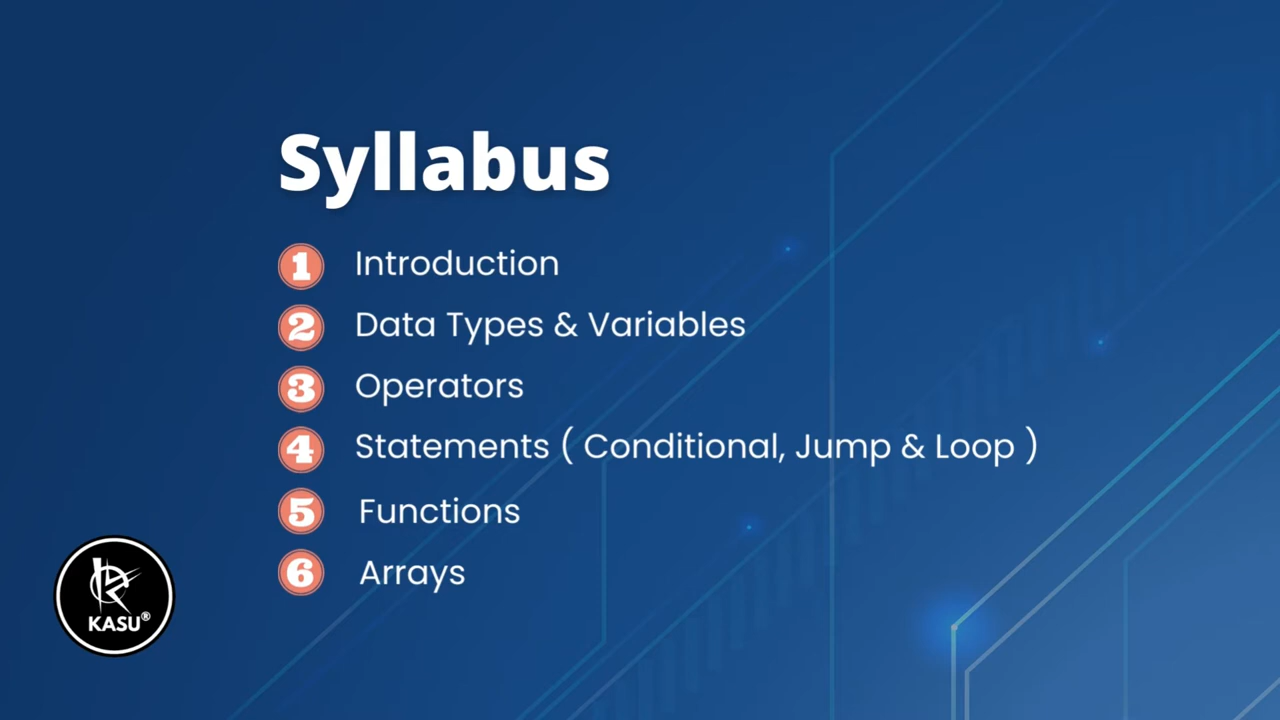 Syllabus
1 Introduction
2 Data Types & Variables
3 Operators
4 Statements ( Conditional, Jump & Loop )
5 Functions
6 Arrays
KASU®